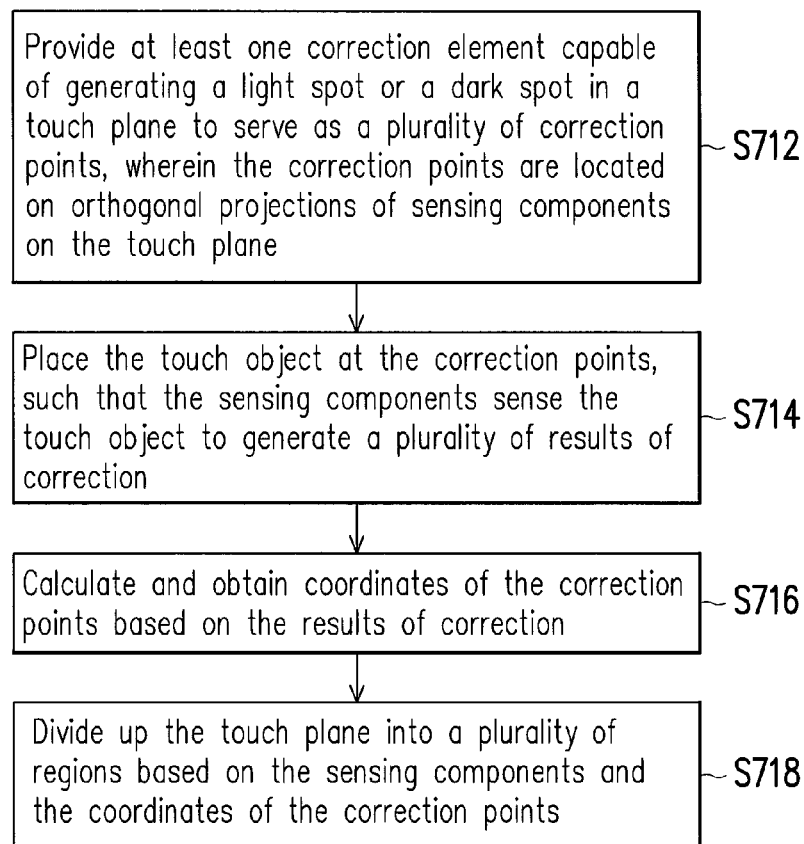 Provide at least one correction element capable
of generating a light spot or a dark spot in a
touch plane to serve as a plurality of correction
points, wherein the correction points are located
on orthogonal projections of sensing components
on the touch plane
S712
Place the touch object at the correction points,
such that the sensing components sense the
touch object to generate a plurality of results of
correction
S714
Calculate and obtain coordinates of the correction
points based on the results of correction
S716
Divide up the touch plane into a plurality of
regions based on the sensing components and
the coordinates of the correction points
S718